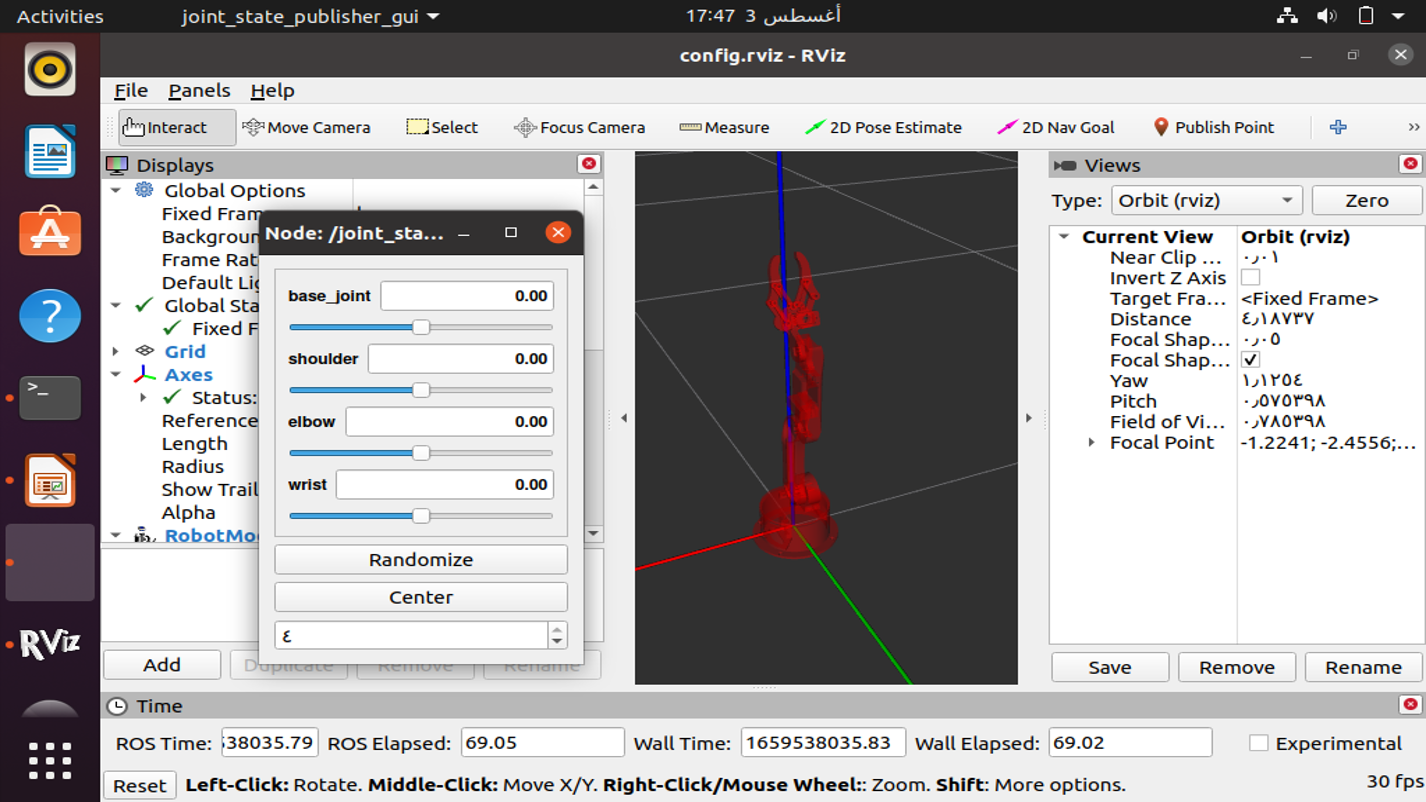 Activities joint_state_publisher_gui 17:47 3 أغسطس
config.rviz - RViz
File Panels Help
Interact Move Camera Select Focus Camera Measure 2D Pose Estimate 2D Nav Goal Publish Point »
Displays
Global Options
Fixed Fram
Backgroun
Frame Rat
Default Lig
Global Sta
Fixed F
Grid
Axes
Status:
Reference
Length
Radius
Show Trail
Alpha
RobotMo
Add Duplicate Remove Rename
Node: /joint_sta...
base_joint 0.00
shoulder 0.00
elbow 0.00
wrist 0.00
Randomize
Center
٤
Views
Type: Orbit (rviz) Zero
Current View Orbit (rviz)
Near Clip ... ٠٫٠١
Invert Z Axis
Target Fra... <Fixed Frame>
Distance ٤٫١٨٧٣٧
Focal Shap... ٠٫٠٥
Focal Shap...
Yaw ١٫١٢٥٤
Pitch ٠٫٥٧٥٣٩٨
Field of Vi... ٠٫٧٨٥٣٩٨
Focal Point -1.2241; -2.4556;...
Save Remove Rename
RViz
Time
ROS Time: 538035.79 ROS Elapsed: 69.05 Wall Time: 1659538035.83 Wall Elapsed: 69.02 Experimental
Reset Left-Click: Rotate. Middle-Click: Move X/Y. Right-Click/Mouse Wheel:: Zoom. Shift: More options. 30 fps